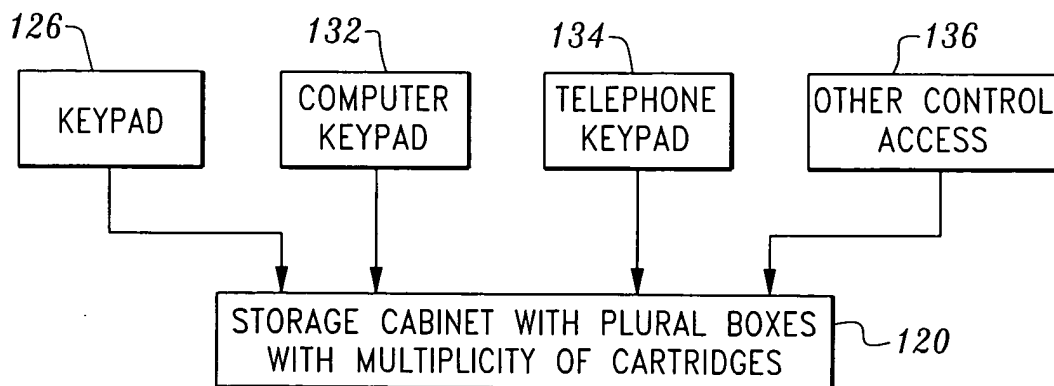 126
132
134
136
KEYPAD
COMPUTER
KEYPAD
TELEPHONE
KEYPAD
OTHER CONTROL
ACCESS
STORAGE CABINET WITH PLURAL BOXES
WITH MULTIPLICITY OF CARTRIDGES
120